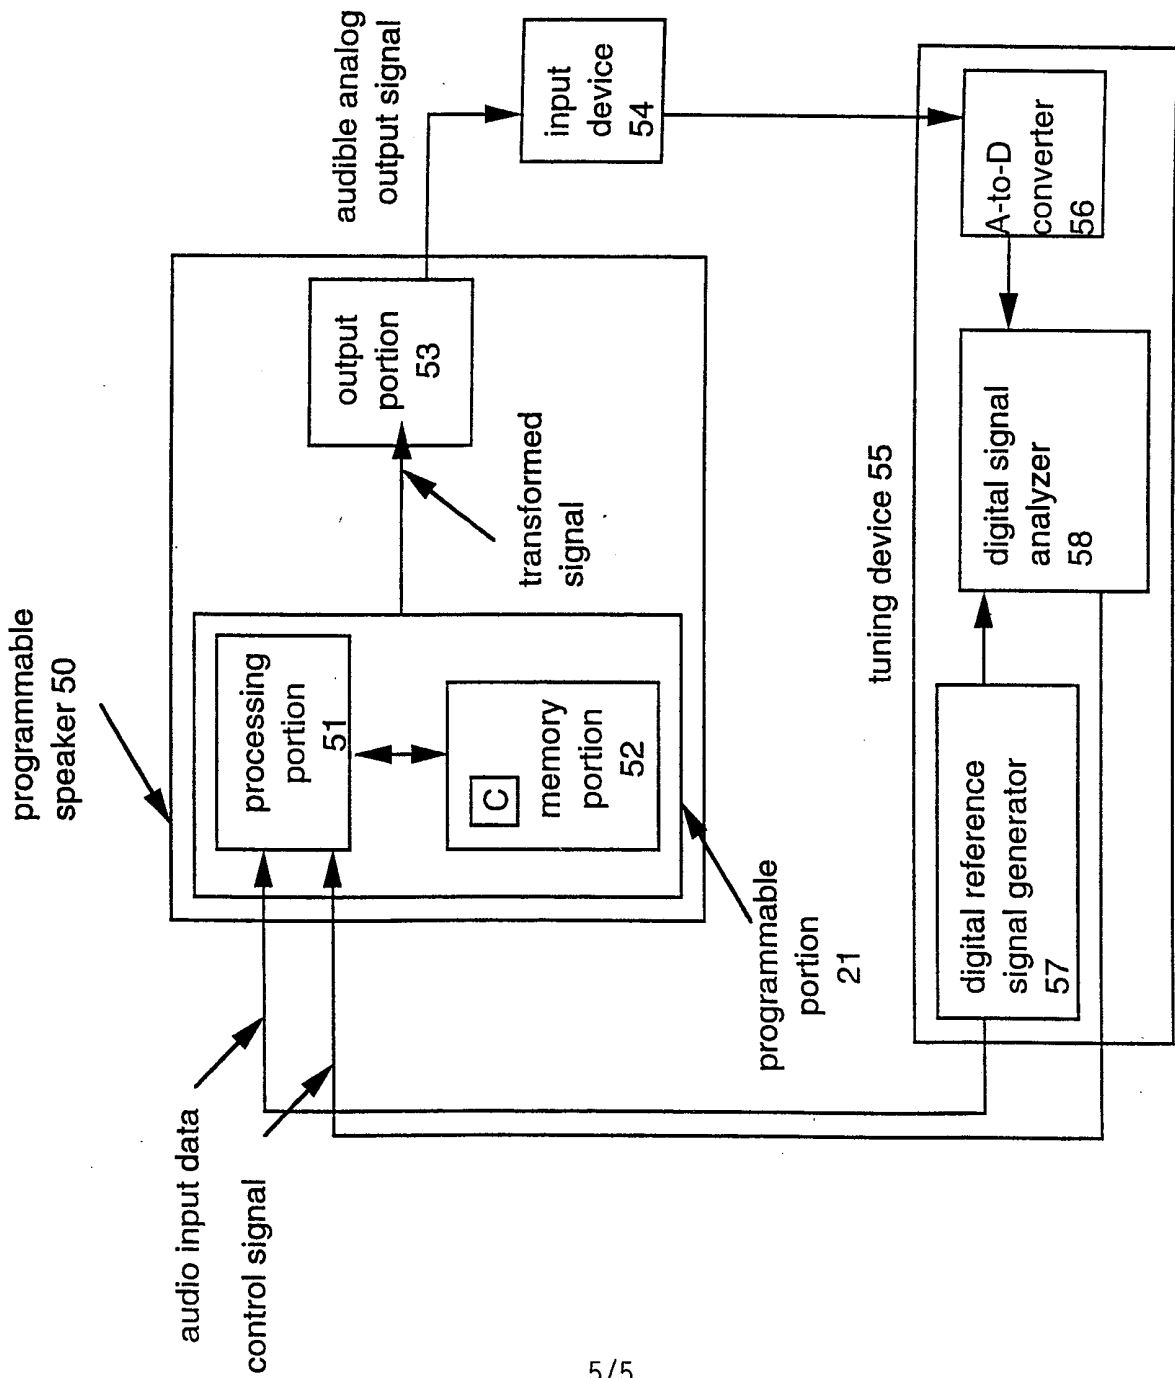 programmable
speaker 50
audio input data
control signal
processing
portion
51
C
memory
portion
52
programmable
portion
21
transformed
signal
output
portion
53
audible analog
output signal
input
device
54
tuning device 55
digital reference
signal generator
57
digital signal
analyzer
58
A-to-D
converter
56
5/5